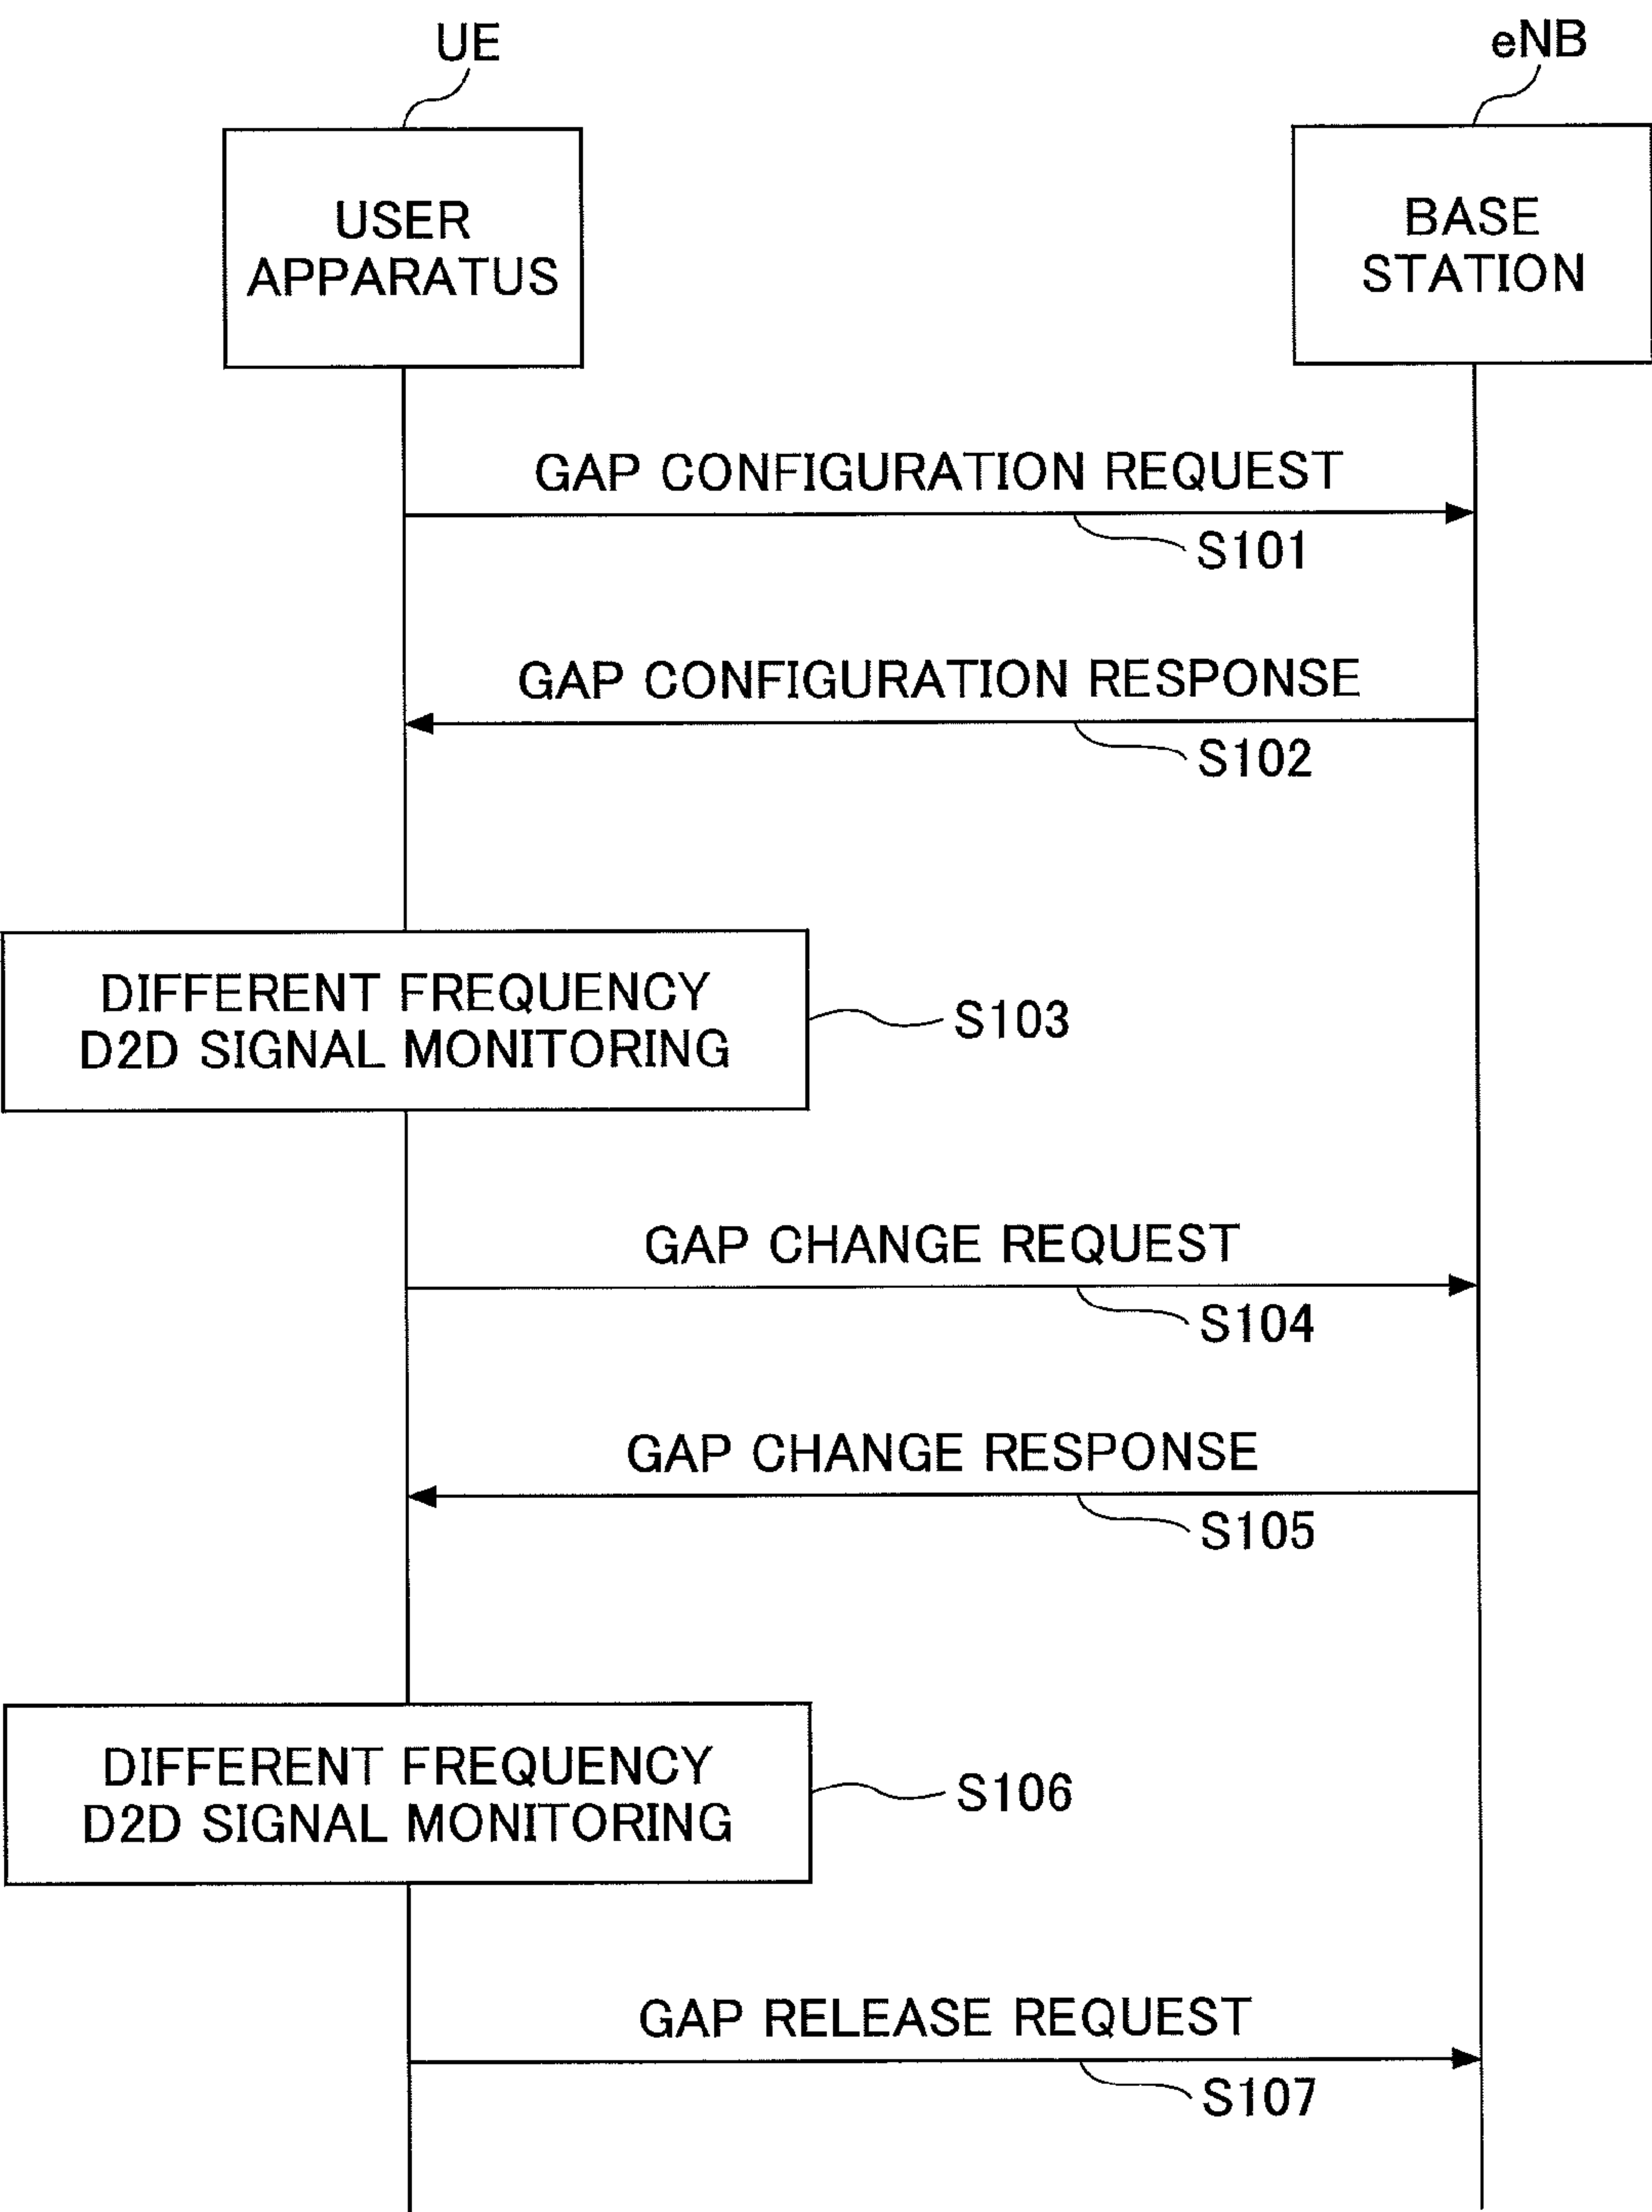 UE
eNB
USER
APPARATUS
BASE
STATION
GAP CONFIGURATION REQUEST
S101
GAP CONFIGURATION RESPONSE
S102
DIFFERENT FREQUENCY
D2D SIGNAL MONITORING
S103
GAP CHANGE REQUEST
S104
GAP CHANGE RESPONSE
S105
DIFFERENT FREQUENCY
D2D SIGNAL MONITORING
S106
GAP RELEASE REQUEST
S107